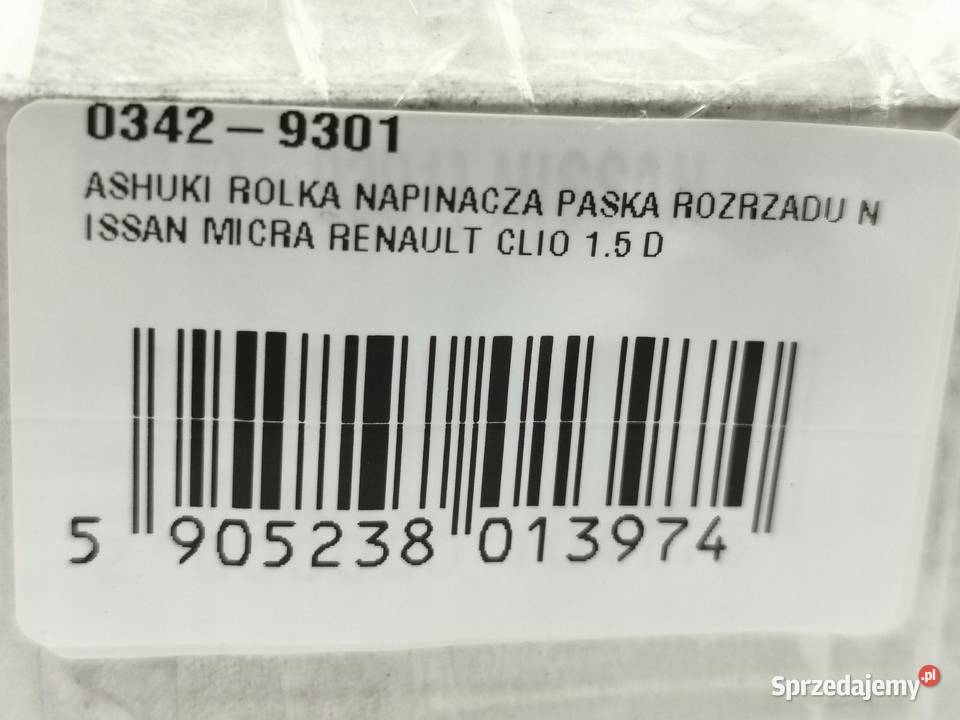 0342-9301
ASHUKI ROLKA NAPINACZA PASKA ROZRZADU N
ISSAN MICRA RENAULT CLIO 1.5 D
5 905238 013974
Sprzedajemy.pl